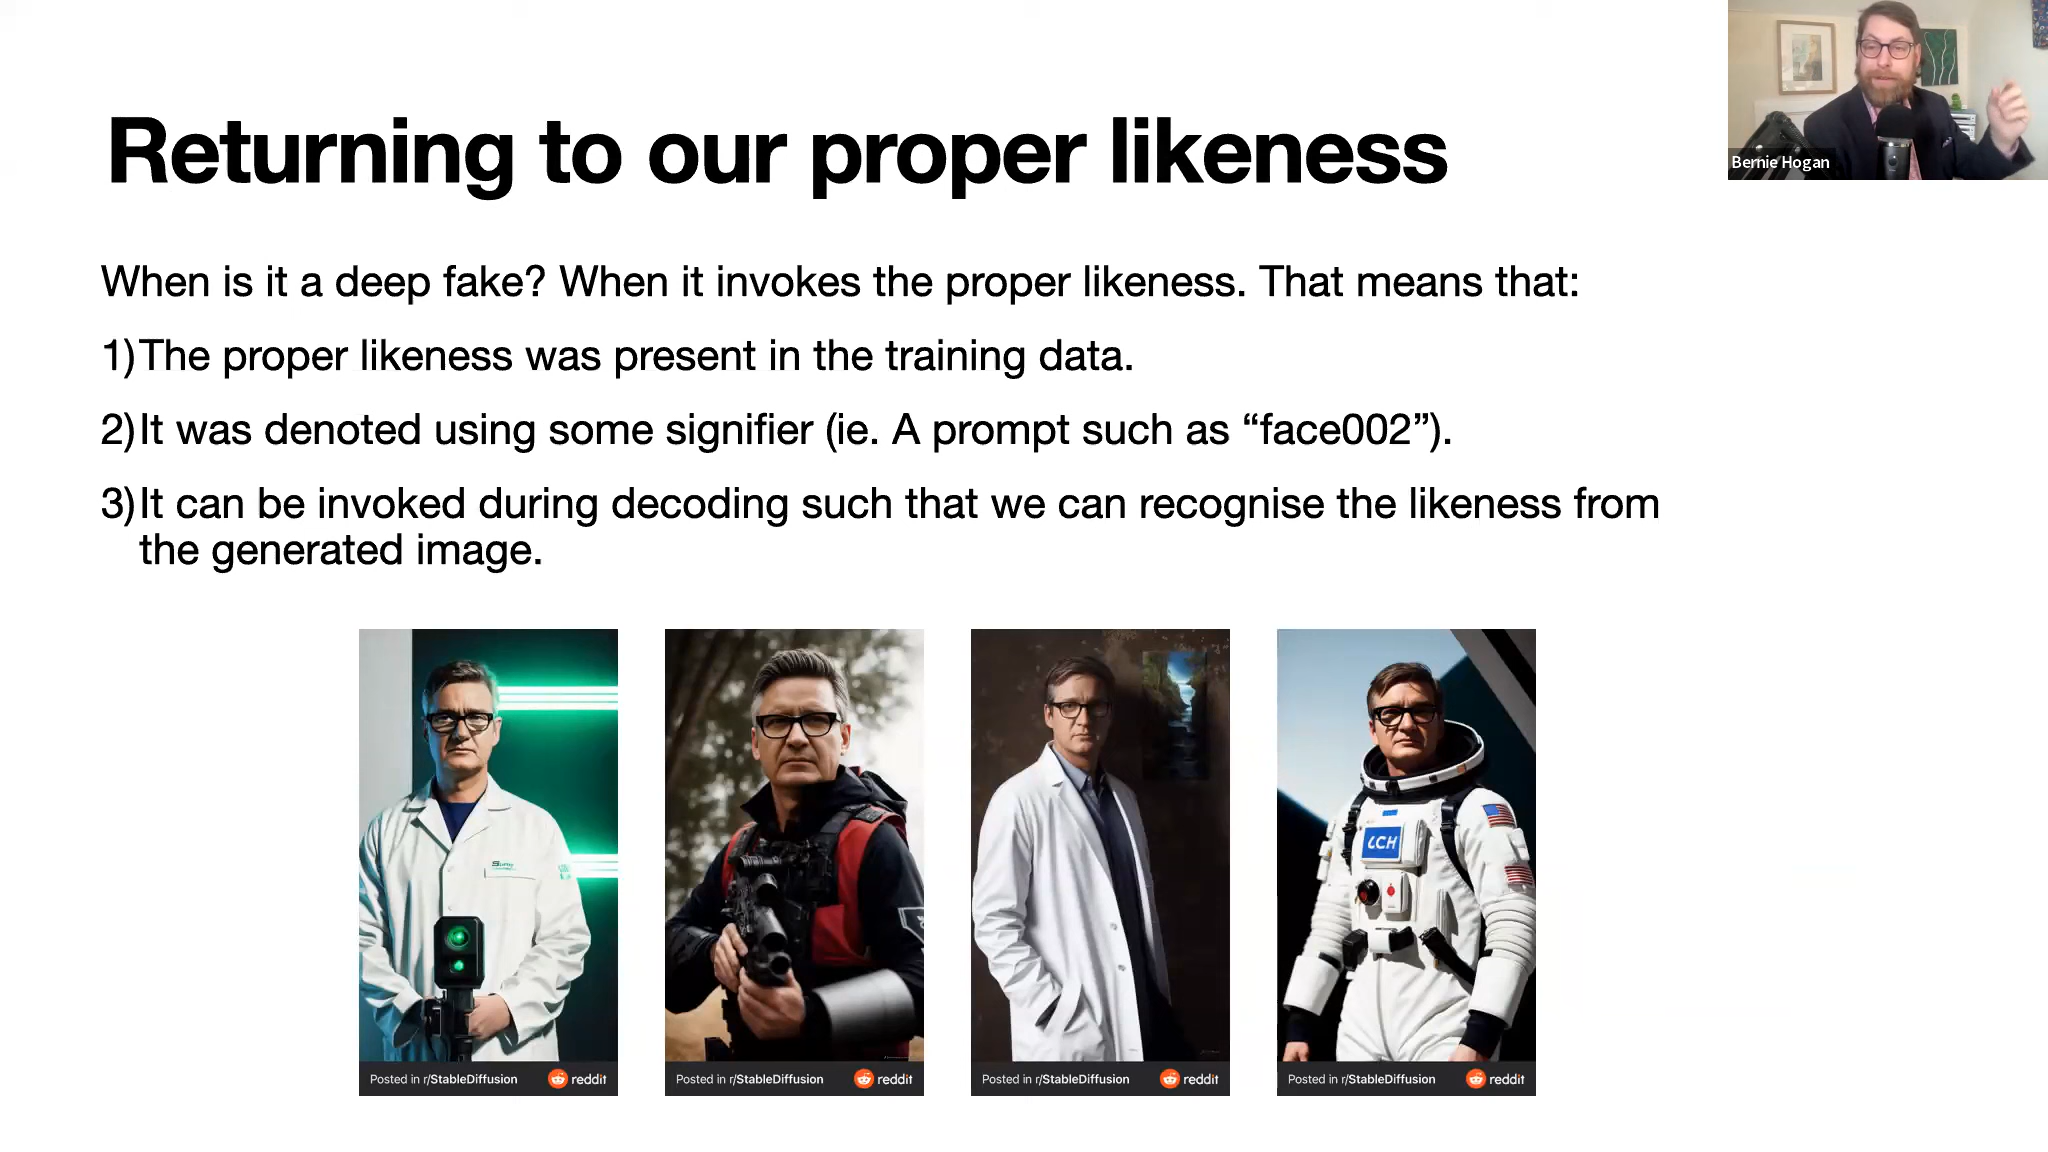 Returning to our proper likeness
Bernie Hogan
When is it a deep fake? When it invokes the proper likeness. That means that:
1)The proper likeness was present in the training data.
2)It was denoted using some signifier (ie. A prompt such as “face002”).
3)It can be invoked during decoding such that we can recognise the likeness from
the generated image.
LCH
Posted in r/StableDiffusion reddit
Posted in r/StableDiffusion reddit
Posted in r/StableDiffusion reddit
Posted in r/StableDiffusion reddit